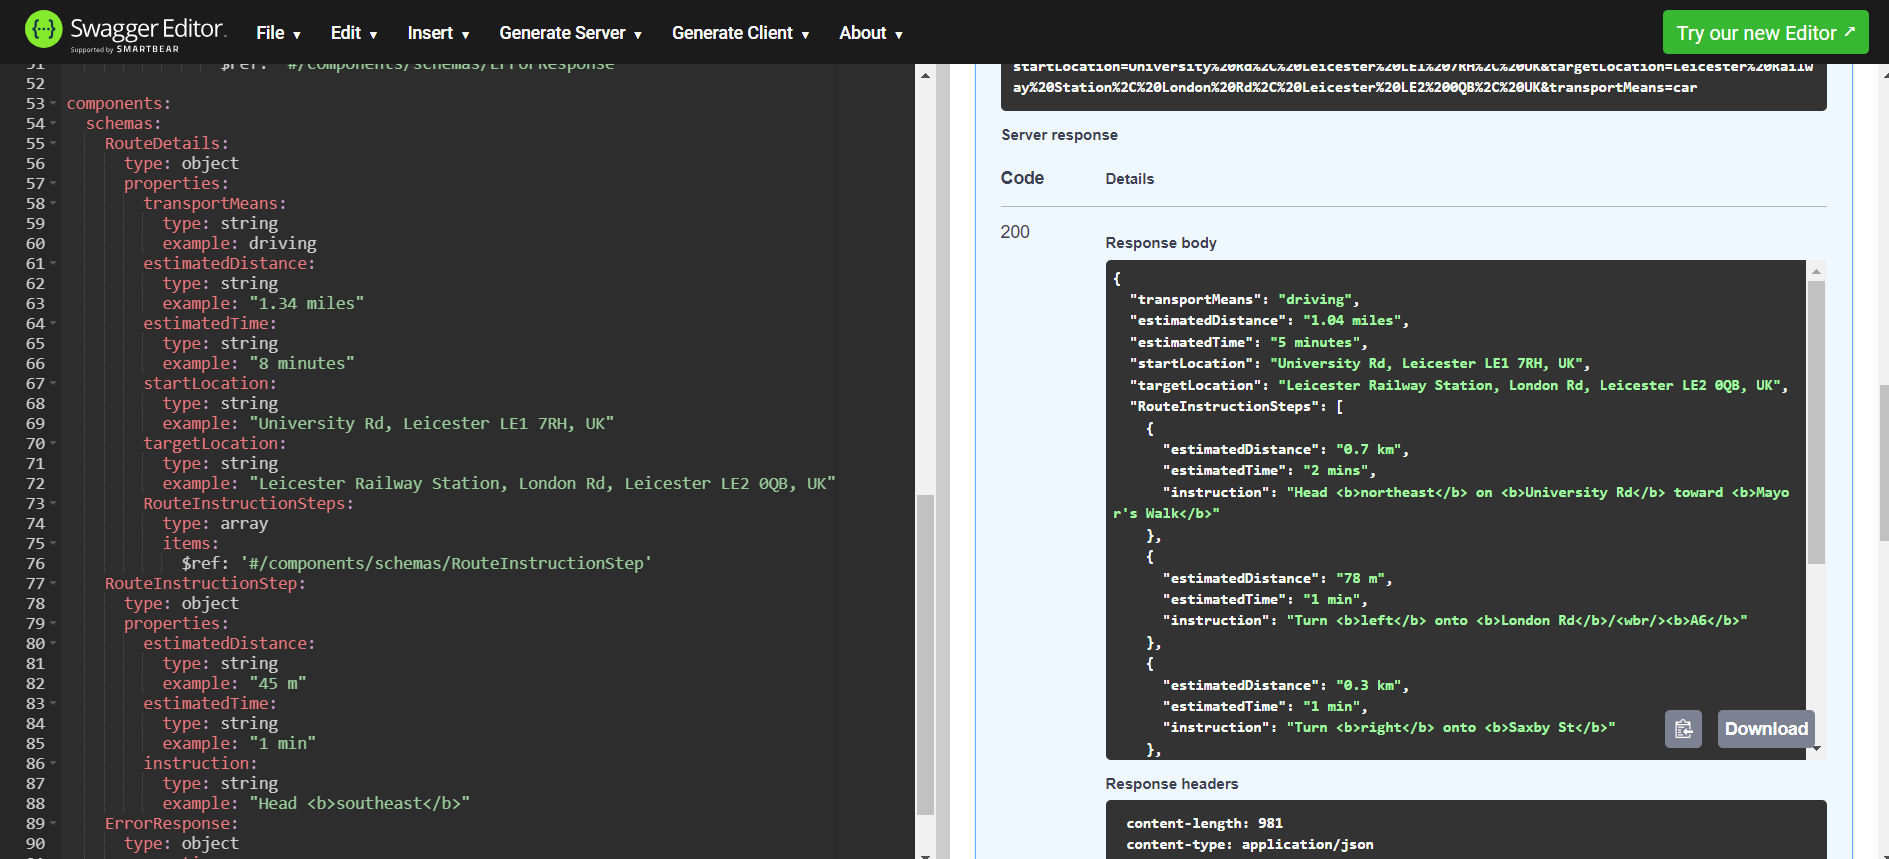 Swagger Editor.
Supported by SMARTBEAR
File ▾ Edit ▾ Insert ▾ Generate Server ▾ Generate Client ▾ About ▾
Try our new Editor ↗
51 $ref: '#/components/schemas/ErrorResponse'
52
53 components:
54 schemas:
55 RouteDetails:
56 type: object
57 properties:
58 transportMeans:
59 type: string
60 example: driving
61 estimatedDistance:
62 type: string
63 example: "1.34 miles"
64 estimatedTime:
65 type: string
66 example: "8 minutes"
67 startLocation:
68 type: string
69 example: "University Rd, Leicester LE1 7RH, UK"
70 targetLocation:
71 type: string
72 example: "Leicester Railway Station, London Rd, Leicester LE2 0QB, UK"
73 RouteInstructionSteps:
74 type: array
75 items:
76 $ref: '#/components/schemas/RouteInstructionStep'
77 RouteInstructionStep:
78 type: object
79 properties:
80 estimatedDistance:
81 type: string
82 example: "45 m"
83 estimatedTime:
84 type: string
85 example: "1 min"
86 instruction:
87 type: string
88 example: "Head <b>southeast</b>"
89 ErrorResponse:
90 type: object
startLocation=University%20Rd%2C%20Leicester%20LE1%207RH%2C%20UK&targetLocation=Leicester%20Railw
ay%20Station%2C%20London%20Rd%2C%20Leicester%20LE2%200QB%2C%20UK&transportMeans=car
Server response
Code Details
200
Response body
{
"transportMeans": "driving",
"estimatedDistance": "1.04 miles",
"estimatedTime": "5 minutes",
"startLocation": "University Rd, Leicester LE1 7RH, UK",
"targetLocation": "Leicester Railway Station, London Rd, Leicester LE2 0QB, UK",
"RouteInstructionSteps": [
{
"estimatedDistance": "0.7 km",
"estimatedTime": "2 mins",
"instruction": "Head <b>northeast</b> on <b>University Rd</b> toward <b>Mayo
r's Walk</b>"
},
{
"estimatedDistance": "78 m",
"estimatedTime": "1 min",
"instruction": "Turn <b>left</b> onto <b>London Rd</b>/<wbr/><b>A6</b>"
},
{
"estimatedDistance": "0.3 km",
"estimatedTime": "1 min",
"instruction": "Turn <b>right</b> onto <b>Saxby St</b>"
},
Download
Response headers
content-length: 981
content-type: application/json